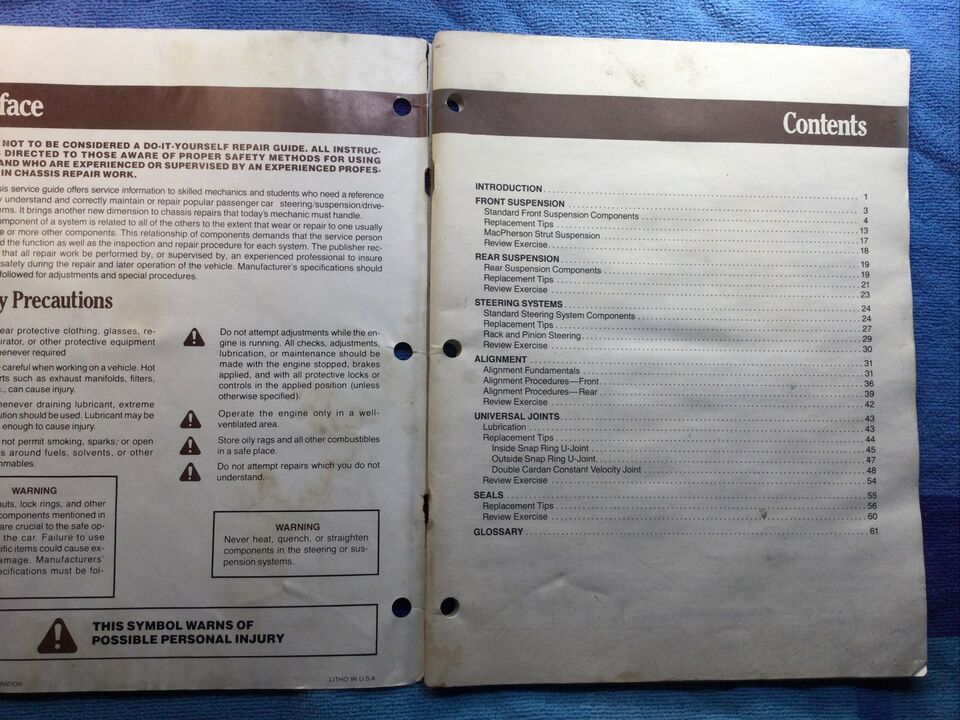 face
NOT TO BE CONSIDERED A DO-IT-YOURSELF REPAIR GUIDE. ALL INSTRUC-
DIRECTED TO THOSE AWARE OF PROPER SAFETY METHODS FOR USING
AND WHO ARE EXPERIENCED OR SUPERVISED BY AN EXPERIENCED PROFES-
IN CHASSIS REPAIR WORK.
sis service guide offers service information to skilled mechanics and students who need a reference
y understand and correctly maintain or repair popular passenger car steering/suspension/drive-
ems. It brings another new dimension to chassis repairs that today's mechanic must handle.
omponent of a system is related to all of the others to the extent that wear or repair to one usually
e or more other components. This relationship of components demands that the service person
d the function as well as the inspection and repair procedure for each system. The publisher rec-
that all repair work be performed by, or supervised by, an experienced professional to insure
safety during the repair and later operation of the vehicle. Manufacturer's specifications should
followed for adjustments and special procedures.
y Precautions
ear protective clothing, glasses, re-
irator, or other protective equipment
henever required
careful when working on a vehicle. Hot
rts such as exhaust manifolds, filters,
., can cause injury.
henever draining lubricant, extreme
ution should be used. Lubricant may be
enough to cause injury.
not permit smoking, sparks, or open
s around fuels, solvents, or other
mmables.
WARNING
nuts, lock rings, and other
components mentioned in
are crucial to the safe op-
the car. Failure to use
ific items could cause ex-
amage. Manufacturers'
ecifications must be fol-
Do not attempt adjustments while the en-
gine is running. All checks, adjustments,
lubrication, or maintenance should be
made with the engine stopped, brakes
applied, and with all protective locks or
controls in the applied position (unless
otherwise specified).
Operate the engine only in a well-
ventilated area.
Store oily rags and all other combustibles
in a safe place.
Do not attempt repairs which you do not
understand.
WARNING
Never heat, quench, or straighten
components in the steering or sus-
pension systems.
THIS SYMBOL WARNS OF
POSSIBLE PERSONAL INJURY
RATION
LITHO IN U.S.A.
Contents
INTRODUCTION 1
FRONT SUSPENSION 3
Standard Front Suspension Components 4
Replacement Tips 13
MacPherson Strut Suspension 17
Review Exercise 18
REAR SUSPENSION 19
Rear Suspension Components 19
Replacement Tips 21
Review Exercise 23
STEERING SYSTEMS 24
Standard Steering System Components 24
Replacement Tips 27
Rack and Pinion Steering 29
Review Exercise 30
ALIGNMENT 31
Alignment Fundamentals 31
Alignment Procedures—Front 36
Alignment Procedures—Rear 39
Review Exercise 42
UNIVERSAL JOINTS 43
Lubrication 43
Replacement Tips 44
Inside Snap Ring U-Joint 45
Outside Snap Ring U-Joint 47
Double Cardan Constant Velocity Joint 48
Review Exercise 54
SEALS 55
Replacement Tips 56
Review Exercise 60
GLOSSARY 61